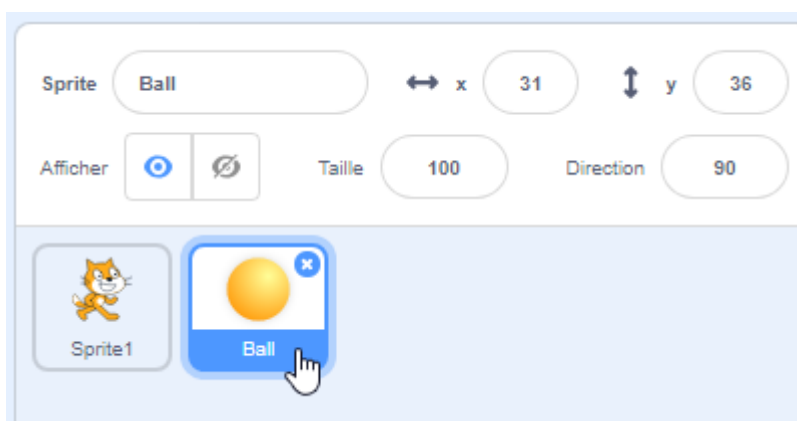 Sprite Ball x 31 y 36
Afficher Taille 100 Direction 90
Sprite1 Ball